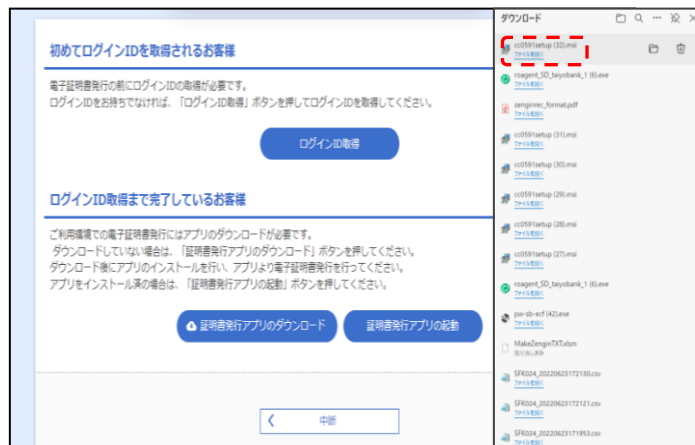 初めてログインIDを取得されるお客様
電子証明書発行の前にログインIDの取得が必要です。
ログインIDをお持ちでなければ、「ログインID取得」ボタンを押してログインIDを取得してください。
ログインID取得
ログインID取得まで完了しているお客様
ご利用環境での電子証明書発行にはアプリのダウンロードが必要です。
ダウンロードしていない場合は、「証明書発行アプリのダウンロード」ボタンを押してください。
ダウンロード後にアプリのインストールを行い、アプリより電子証明書発行を行ってください。
アプリをインストール済の場合は、「証明書発行アプリの起動」ボタンを押してください。
証明書発行アプリのダウンロード
証明書発行アプリの起動
中断
ダウンロード
cc0591setup (32).msi
ファイルを開く
roagent_SD_taiyobank_1 (6).exe
ファイルを開く
zenginrec_format.pdf
ファイルを開く
cc0591setup (31).msi
ファイルを開く
cc0591setup (30).msi
ファイルを開く
cc0591setup (29).msi
ファイルを開く
cc0591setup (28).msi
ファイルを開く
cc0591setup (27).msi
ファイルを開く
roagent_SD_taiyobank_1 (6).exe
ファイルを開く
pw-sb-ecf (42).exe
ファイルを開く
MakeZenginTXT.xlsm
取り消し済み
SFK024_20220623172130.csv
ファイルを開く
SFK024_20220623172121.csv
ファイルを開く
SFK024_20220623171953.csv
ファイルを開く